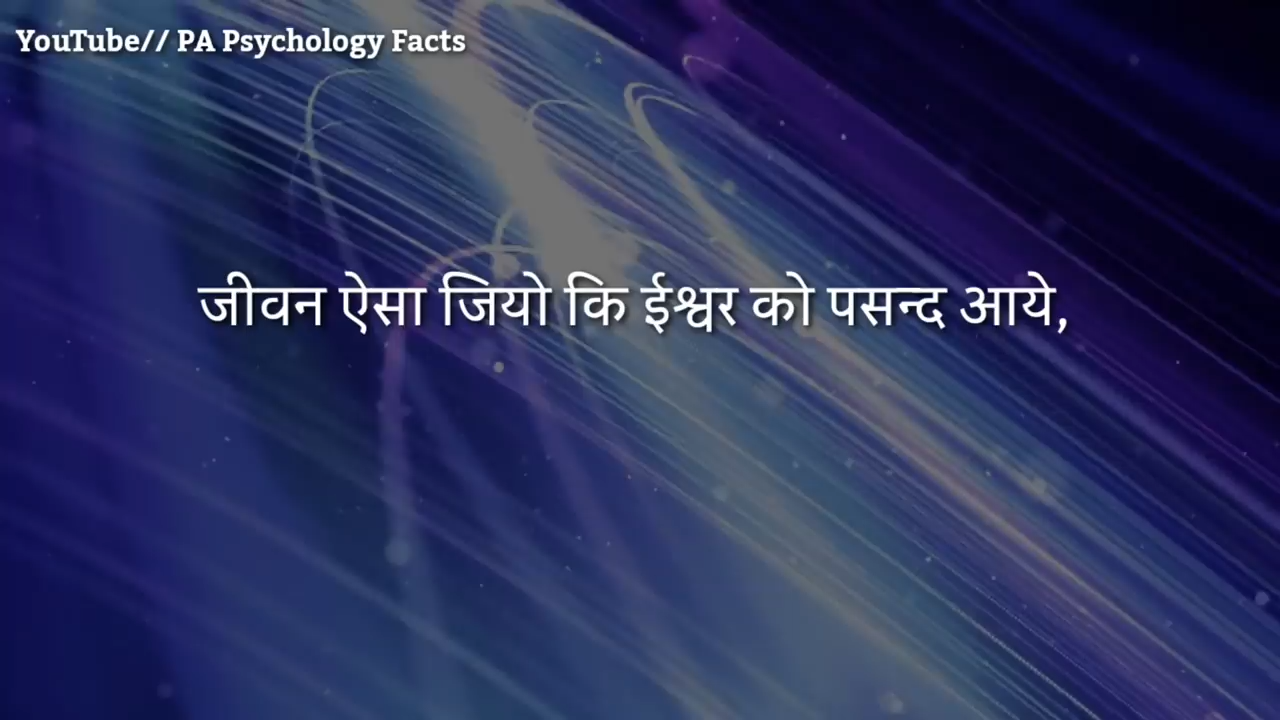 YouTube// PA Psychology Facts
जीवन ऐसा जियो कि ईश्वर को पसन्द आये,